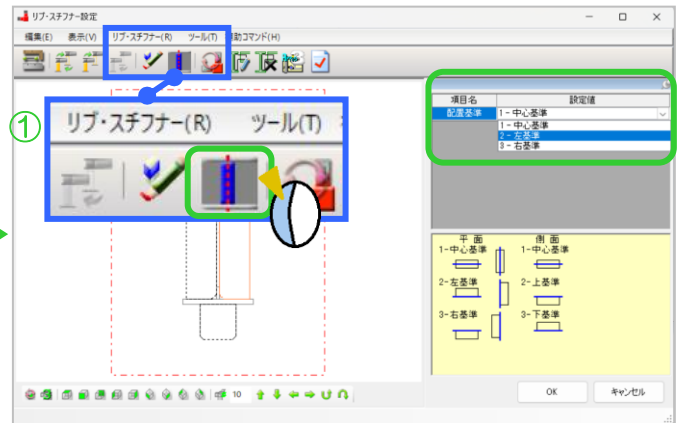 リブ・スチフナー設定
編集(E) 表示(V) リブ・スチフナー(R) ツール(T) 補助コマンド(H)
①
リブ・スチフナー(R) ツール(T)
項目名 設定値
配置基準 1 - 中心基準
1 - 中心基準
2 - 左基準
3 - 右基準
平 面 側 面
1-中心基準 1-中心基準
2-左基準 2-上基準
3-右基準 3-下基準
10
OK キャンセル